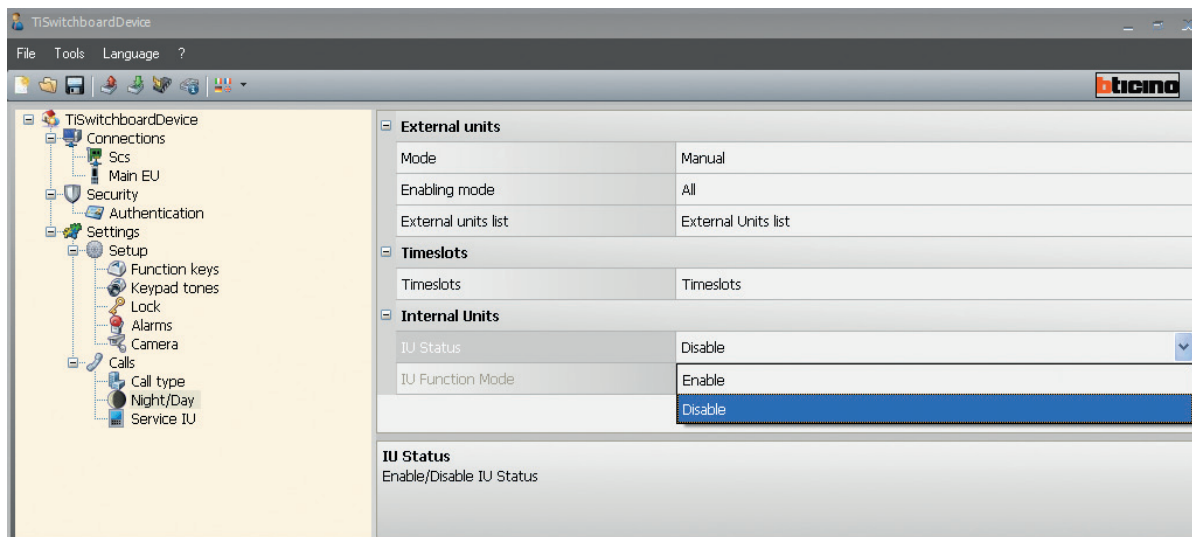 TiSwitchboardDevice
File Tools Language ?
bticino
TiSwitchboardDevice
Connections
Scs
Main EU
Security
Authentication
Settings
Setup
Function keys
Keypad tones
Lock
Alarms
Camera
Calls
Call type
Night/Day
Service IU
External units
Mode Manual
Enabling mode All
External units list External Units list
Timeslots
Timeslots Timeslots
Internal Units
IU Status Disable
IU Function Mode Enable
Disable
IU Status
Enable/Disable IU Status